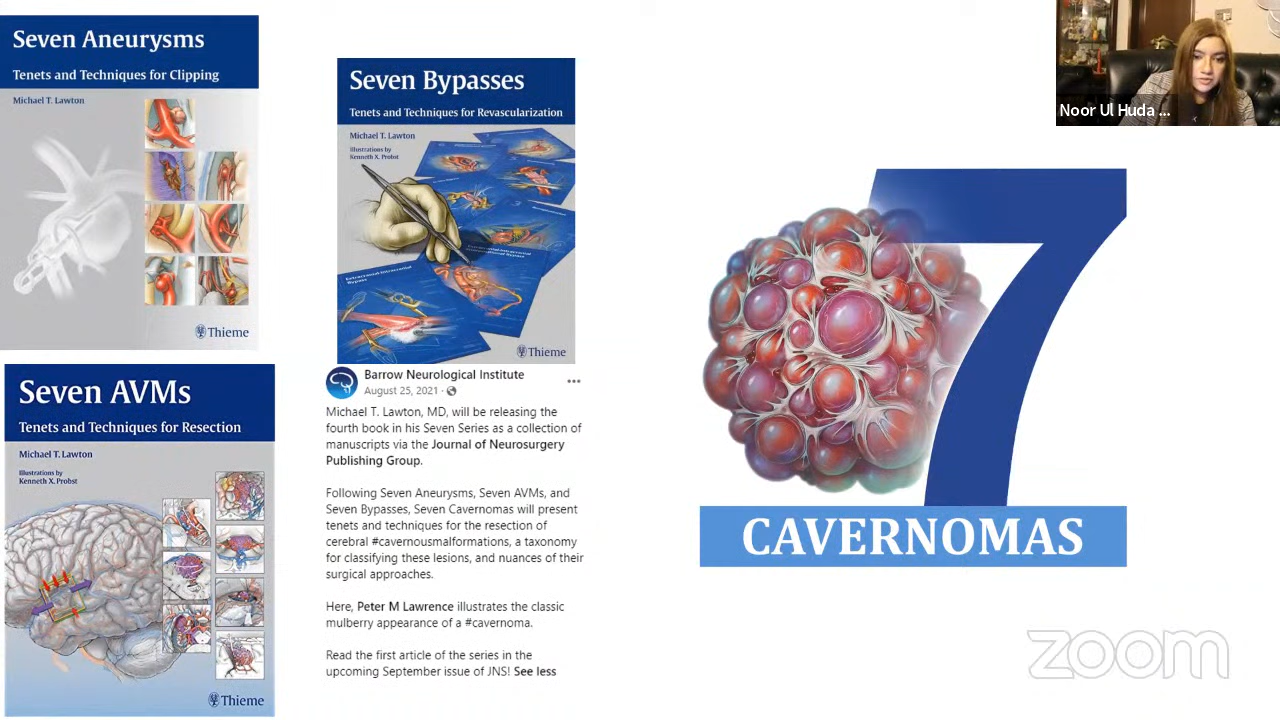 Seven Aneurysms
Tenets and Techniques for Clipping
Michael T. Lawton
Thieme
Seven Bypasses
Tenets and Techniques for Revascularization
Michael T. Lawton
Illustrations by
Kenneth X. Probst
Extracranial-Intracranial
Bypass
Thieme
Seven AVMs
Tenets and Techniques for Resection
Michael T. Lawton
Illustrations by
Kenneth X. Probst
Thieme
Barrow Neurological Institute
August 25, 2021 ·
Michael T. Lawton, MD, will be releasing the
fourth book in his Seven Series as a collection of
manuscripts via the Journal of Neurosurgery
Publishing Group.
Following Seven Aneurysms, Seven AVMs, and
Seven Bypasses, Seven Cavernomas will present
tenets and techniques for the resection of
cerebral #cavernousmalformations, a taxonomy
for classifying these lesions, and nuances of their
surgical approaches.
Here, Peter M Lawrence illustrates the classic
mulberry appearance of a #cavernoma.
Read the first article of the series in the
upcoming September issue of JNS! See less
7
CAVERNOMAS
Noor Ul Huda ...
zoom